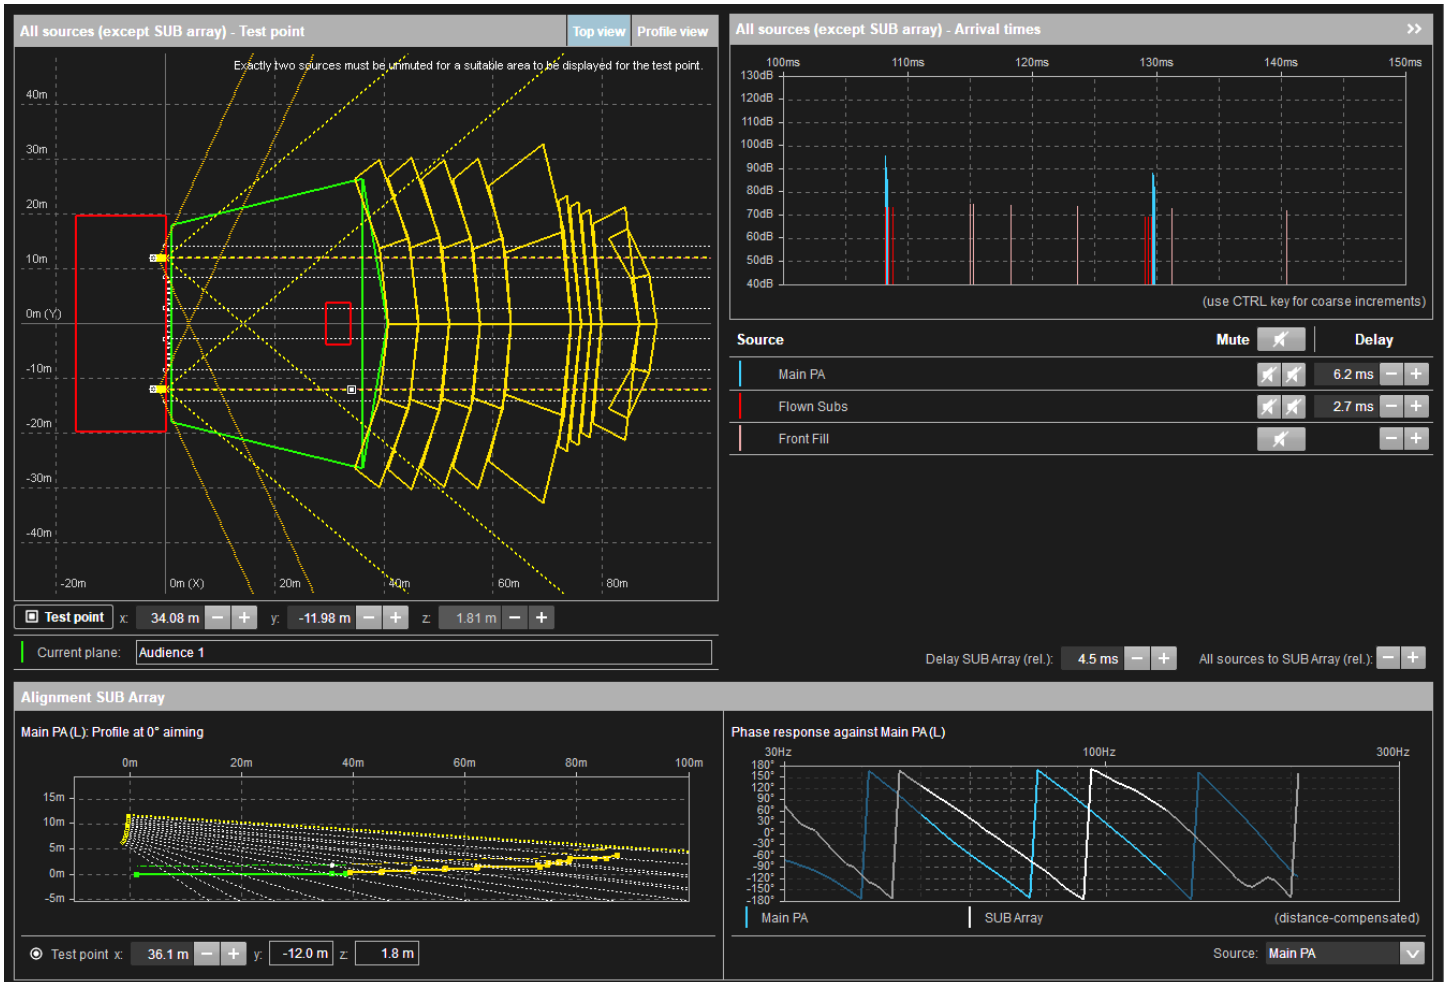 All sources (except SUB array) - Test point
Top view
Profile view
Exactly two sources must be unmuted for a suitable area to be displayed for the test point.
40m
30m
20m
10m
0m (Y)
-10m
-20m
-30m
-40m
-20m
0m (X)
20m
40m
60m
80m
Test point x: 34.08 m − + y: -11.98 m − + z: 1.81 m − +
Current plane: Audience 1
All sources (except SUB array) - Arrival times >>
100ms 110ms 120ms 130ms 140ms 150ms
130dB
120dB
110dB
100dB
90dB
80dB
70dB
60dB
50dB
40dB
(use CTRL key for coarse increments)
Source Mute Delay
Main PA 6.2 ms − +
Flown Subs 2.7 ms − +
Front Fill − +
Delay SUB Array (rel.): 4.5 ms − + All sources to SUB Array (rel.): − +
Alignment SUB Array
Main PA (L): Profile at 0° aiming
0m 20m 40m 60m 80m 100m
15m
10m
5m
0m
-5m
Test point x: 36.1 m − + y: -12.0 m z: 1.8 m
Phase response against Main PA (L)
30Hz 100Hz 300Hz
180°
150°
120°
90°
60°
30°
0°
-30°
-60°
-90°
-120°
-150°
-180°
Main PA SUB Array (distance-compensated)
Source: Main PA